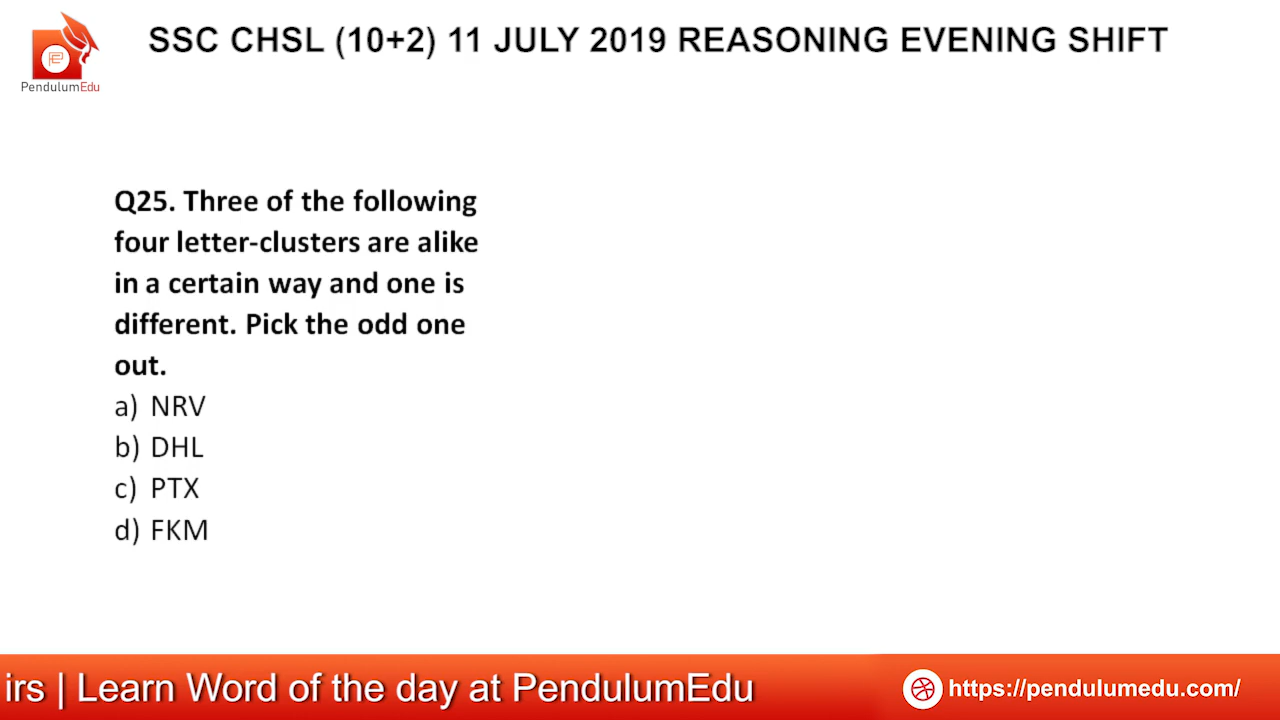 SSC CHSL (10+2) 11 JULY 2019 REASONING EVENING SHIFT
PendulumEdu
Q25. Three of the following
four letter-clusters are alike
in a certain way and one is
different. Pick the odd one
out.
a) NRV
b) DHL
c) PTX
d) FKM
irs | Learn Word of the day at PendulumEdu
https://pendulumedu.com/